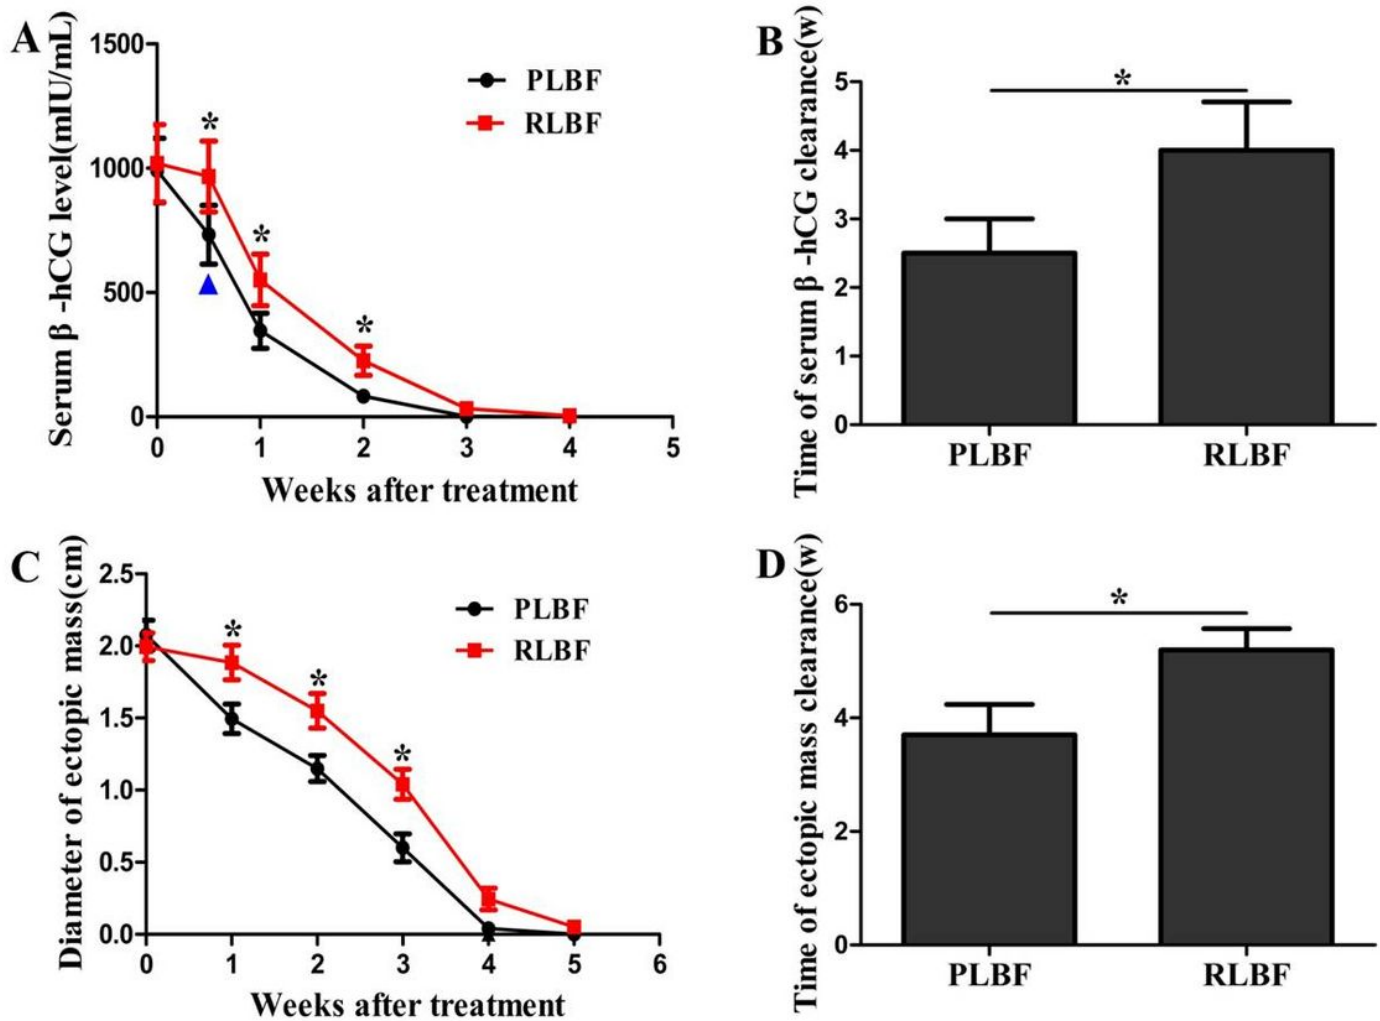 A
Serum β -hCG level(mIU/mL)
1500
1000
500
0
PLBF
RLBF
*
*
*
0 1 2 3 4 5
Weeks after treatment
B
Time of serum β -hCG clearance(w)
5
4
3
2
1
0
*
PLBF RLBF
C
Diameter of ectopic mass(cm)
2.5
2.0
1.5
1.0
0.5
0.0
PLBF
RLBF
*
*
*
0 1 2 3 4 5 6
Weeks after treatment
D
Time of ectopic mass clearance(w)
6
4
2
0
*
PLBF RLBF